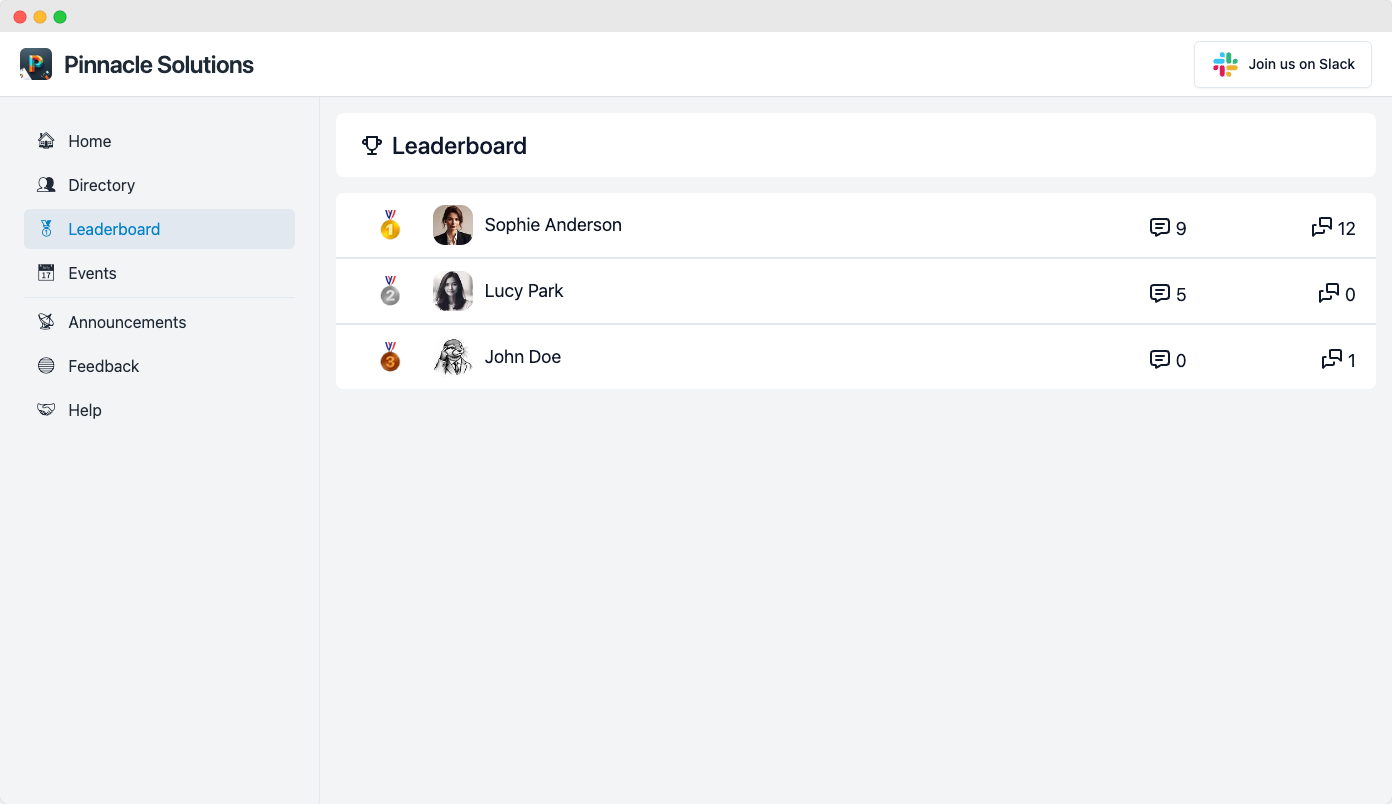 Pinnacle Solutions
Join us on Slack
Home
Directory
Leaderboard
Events
17
Announcements
Feedback
Help
Leaderboard
1 Sophie Anderson 9 12
2 Lucy Park 5 0
3 John Doe 0 1